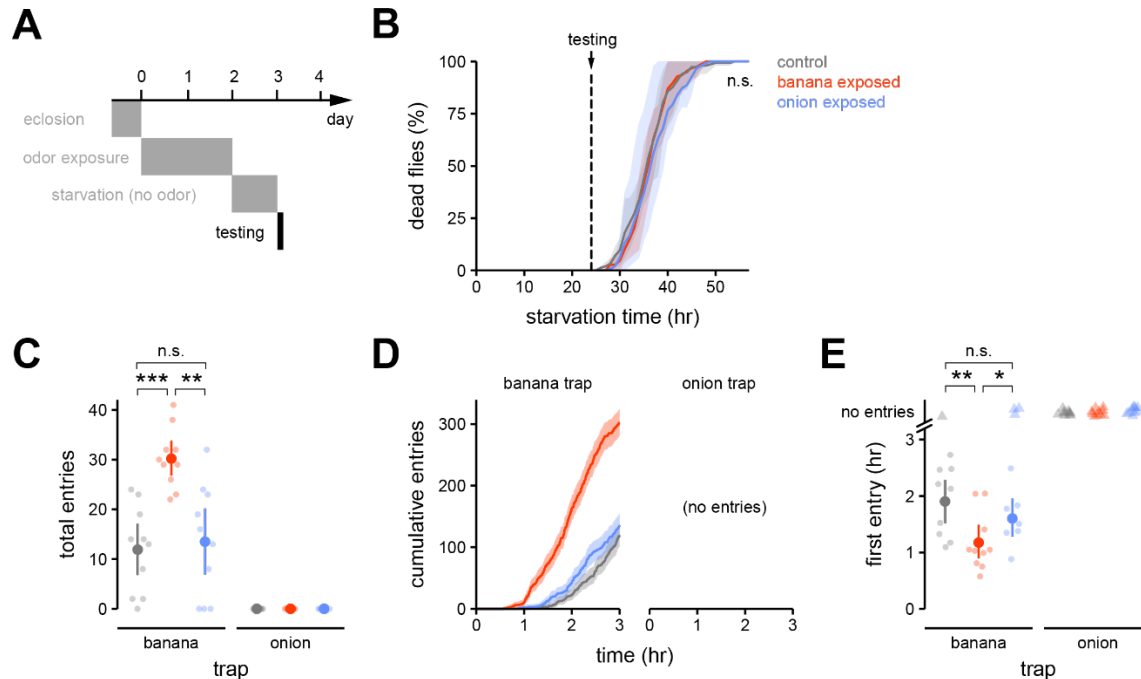 A
0 1 2 3 4
day
eclosion
odor exposure
starvation (no odor)
testing
B
testing
100
75
50
25
0
dead flies (%)
0 10 20 30 40 50
starvation time (hr)
n.s.
control
banana exposed
onion exposed
C
n.s.
*** **
40
30
20
10
0
total entries
banana onion
trap
D
banana trap onion trap
300
200
100
0
cumulative entries
(no entries)
0 1 2 3 0 1 2 3
time (hr)
E
n.s.
** *
no entries
3
2
1
0
first entry (hr)
banana onion
trap